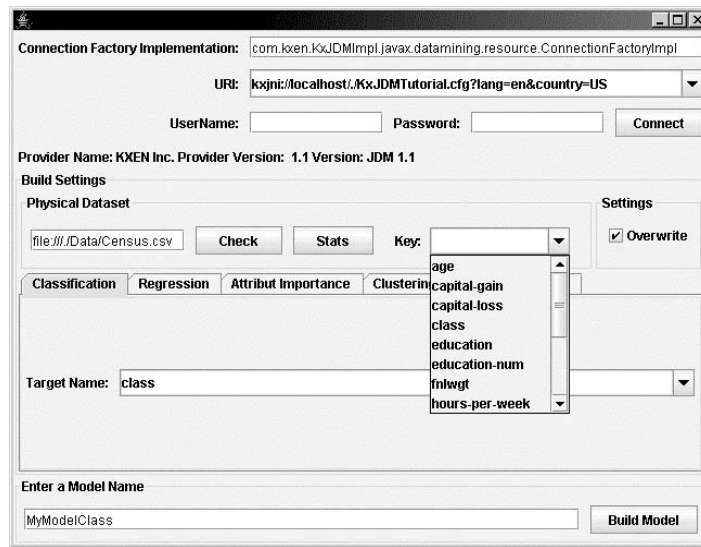 Connection Factory Implementation: com.kxen.KxJDMImpl.javax.datamining.resource.ConnectionFactoryImpl
URI: kxjni://localhost/./KxJDMTutorial.cfg?lang=en&country=US
UserName: Password: Connect
Provider Name: KXEN Inc. Provider Version: 1.1 Version: JDM 1.1
Build Settings
Physical Dataset Settings
file:///./Data/Census.csv Check Stats Key: Overwrite
Classification Regression Attribut Importance Clustering
age
capital-gain
capital-loss
class
education
education-num
fnlwgt
hours-per-week
Target Name: class
Enter a Model Name
MyModelClass Build Model